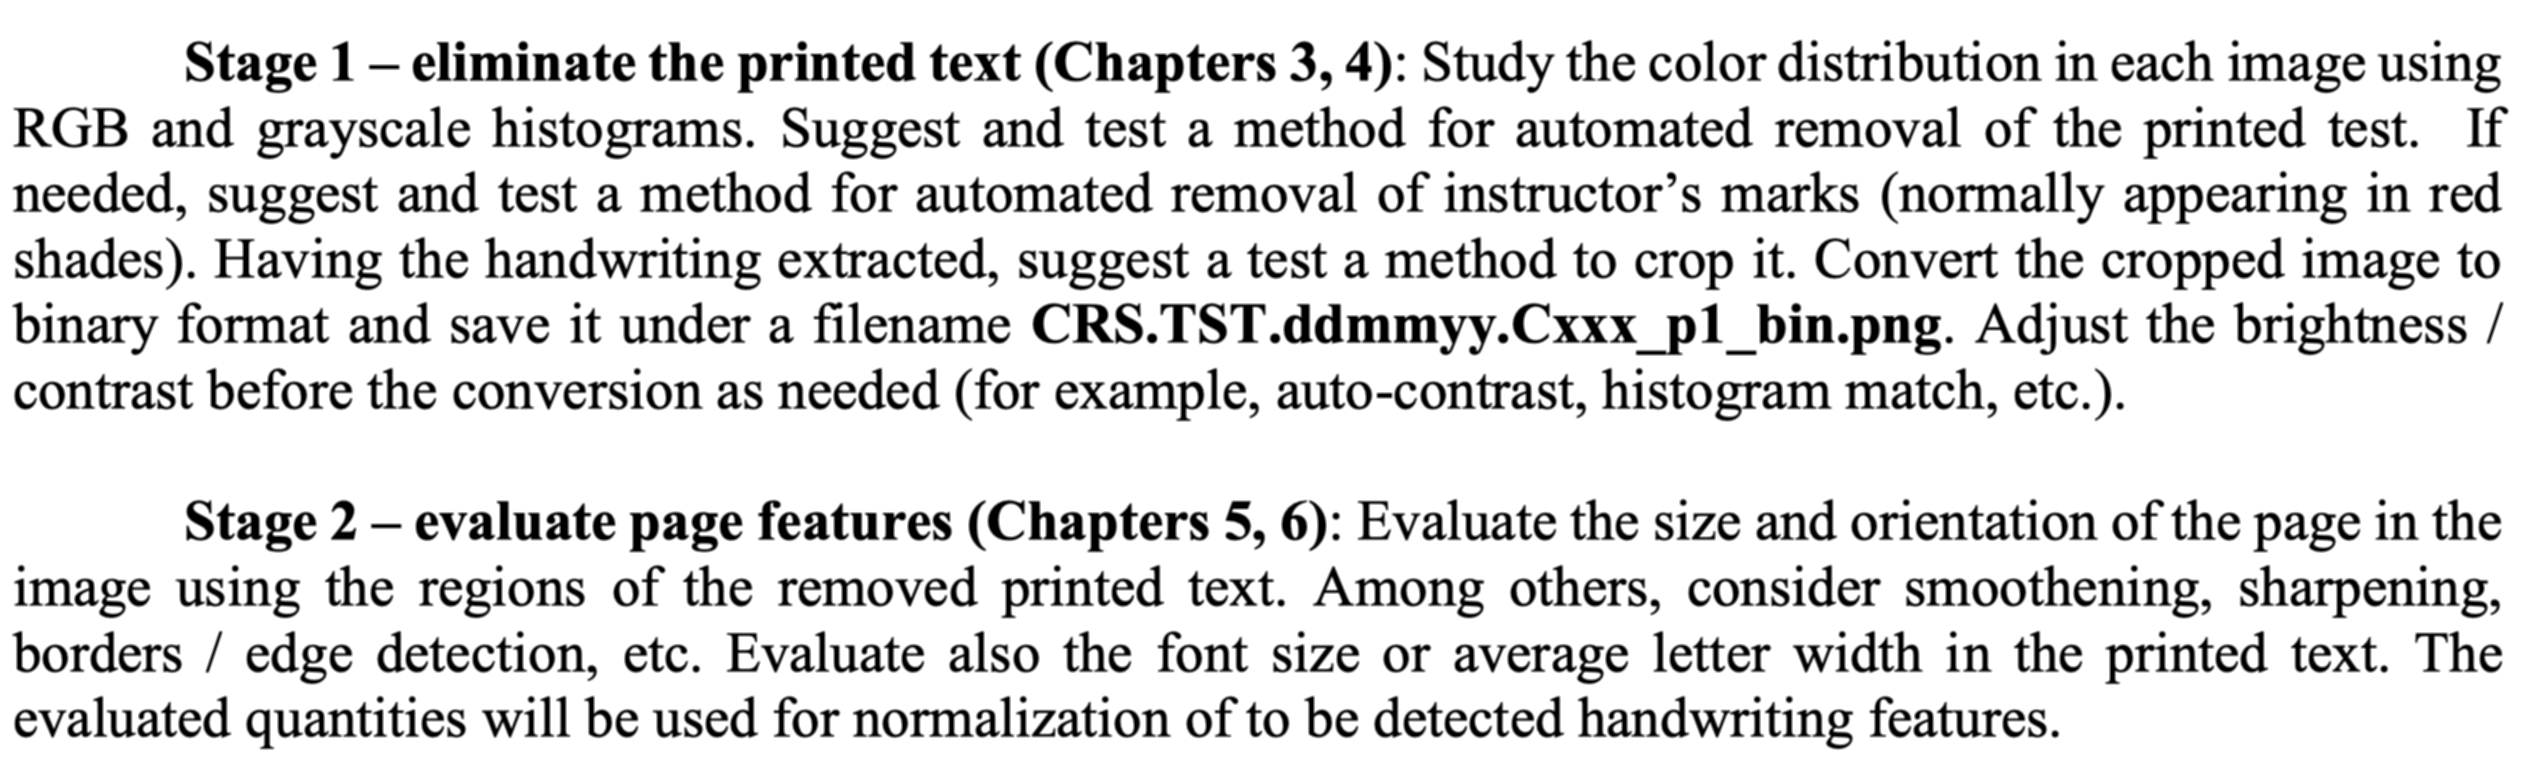 Stage 1 – eliminate the printed text (Chapters 3, 4): Study the color distribution in each image using
RGB and grayscale histograms. Suggest and test a method for automated removal of the printed test. If
needed, suggest and test a method for automated removal of instructor’s marks (normally appearing in red
shades). Having the handwriting extracted, suggest a test a method to crop it. Convert the cropped image to
binary format and save it under a filename CRS.TST.ddmmyy.Cxxx_p1_bin.png. Adjust the brightness /
contrast before the conversion as needed (for example, auto-contrast, histogram match, etc.).
Stage 2 – evaluate page features (Chapters 5, 6): Evaluate the size and orientation of the page in the
image using the regions of the removed printed text. Among others, consider smoothening, sharpening,
borders / edge detection, etc. Evaluate also the font size or average letter width in the printed text. The
evaluated quantities will be used for normalization of to be detected handwriting features.